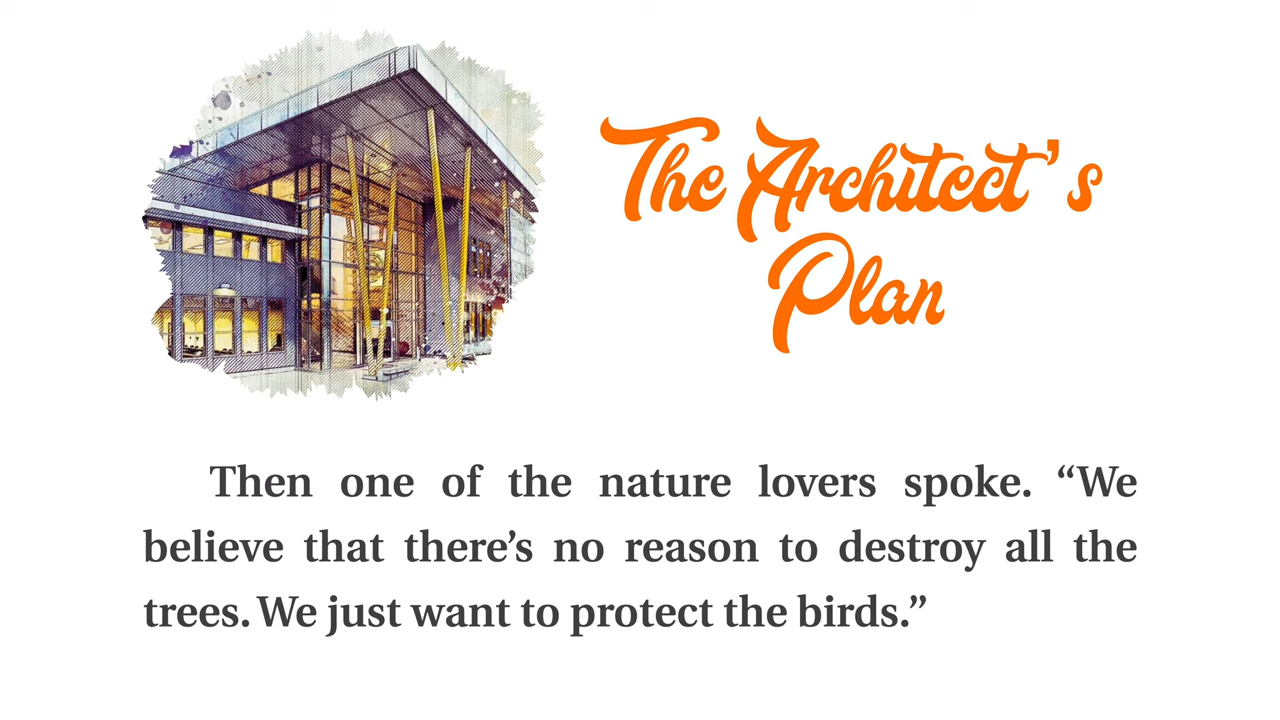 The Architect's
Plan
Then one of the nature lovers spoke. “We
believe that there’s no reason to destroy all the
trees. We just want to protect the birds.”